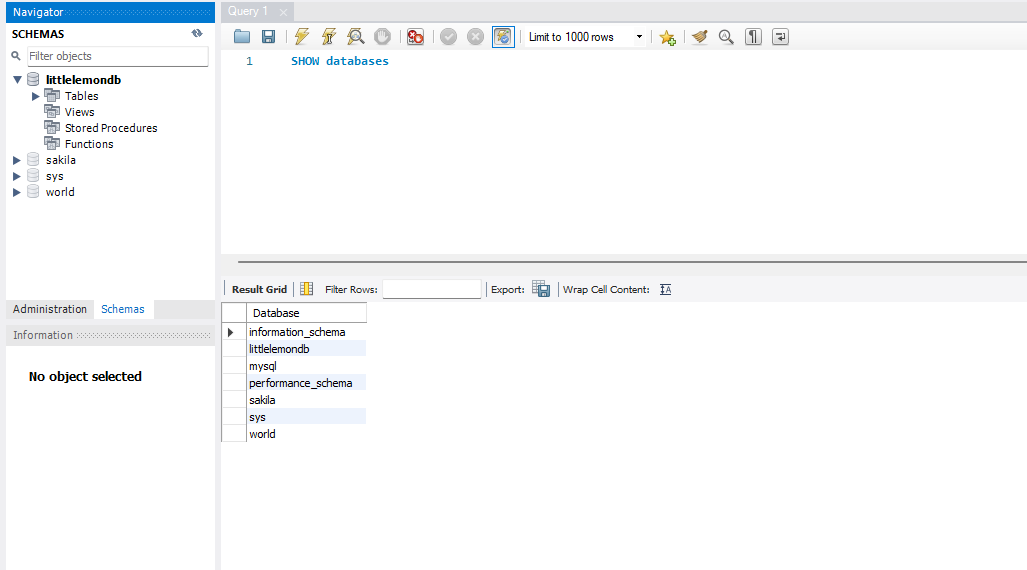 Navigator
SCHEMAS
Filter objects
littlelemondb
Tables
Views
Stored Procedures
Functions
sakila
sys
world
Administration Schemas
Information
No object selected
Query 1
Limit to 1000 rows
1 SHOW databases
Result Grid Filter Rows: Export: Wrap Cell Content:
Database
information_schema
littlelemondb
mysql
performance_schema
sakila
sys
world